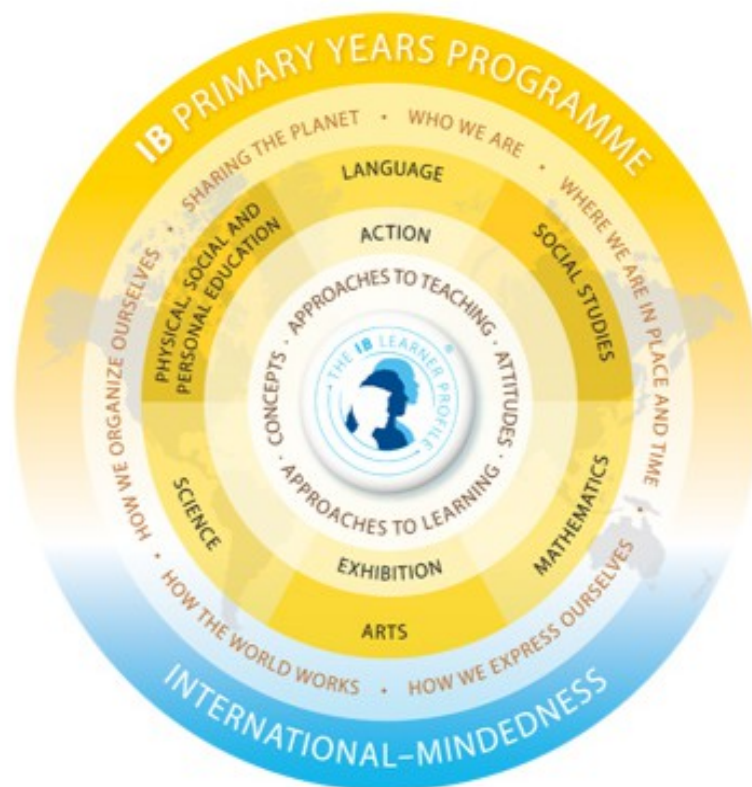 IB PRIMARY YEARS PROGRAMME
SHARING THE PLANET • WHO WE ARE • WHERE WE ARE IN PLACE AND TIME •
HOW WE ORGANIZE OURSELVES •
HOW THE WORLD WORKS • HOW WE EXPRESS OURSELVES
LANGUAGE
SOCIAL STUDIES
MATHEMATICS
ARTS
SCIENCE
PHYSICAL, SOCIAL AND
PERSONAL EDUCATION
ACTION
EXHIBITION
APPROACHES TO TEACHING •
ATTITUDES •
APPROACHES TO LEARNING •
CONCEPTS •
THE IB LEARNER PROFILE ®
INTERNATIONAL–MINDEDNESS